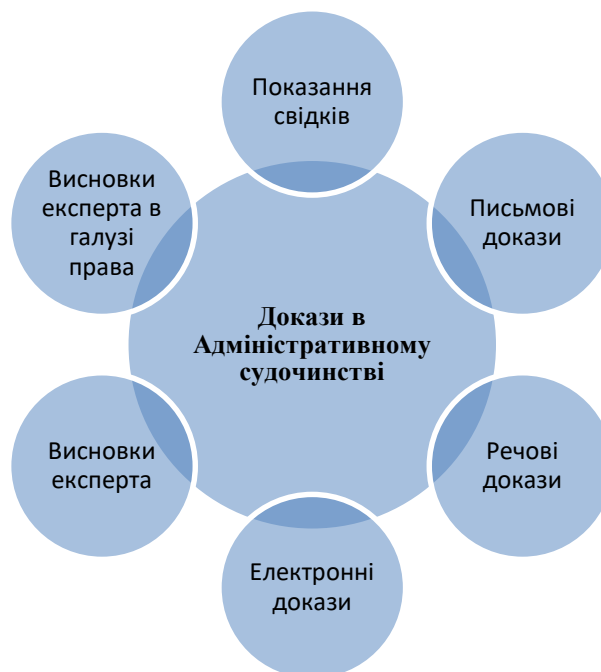 Показання
свідків
Письмові
докази
Речові
докази
Електронні
докази
Висновки
експерта
Висновки
експерта в
галузі
права
Докази в
Адміністративному
судочинстві